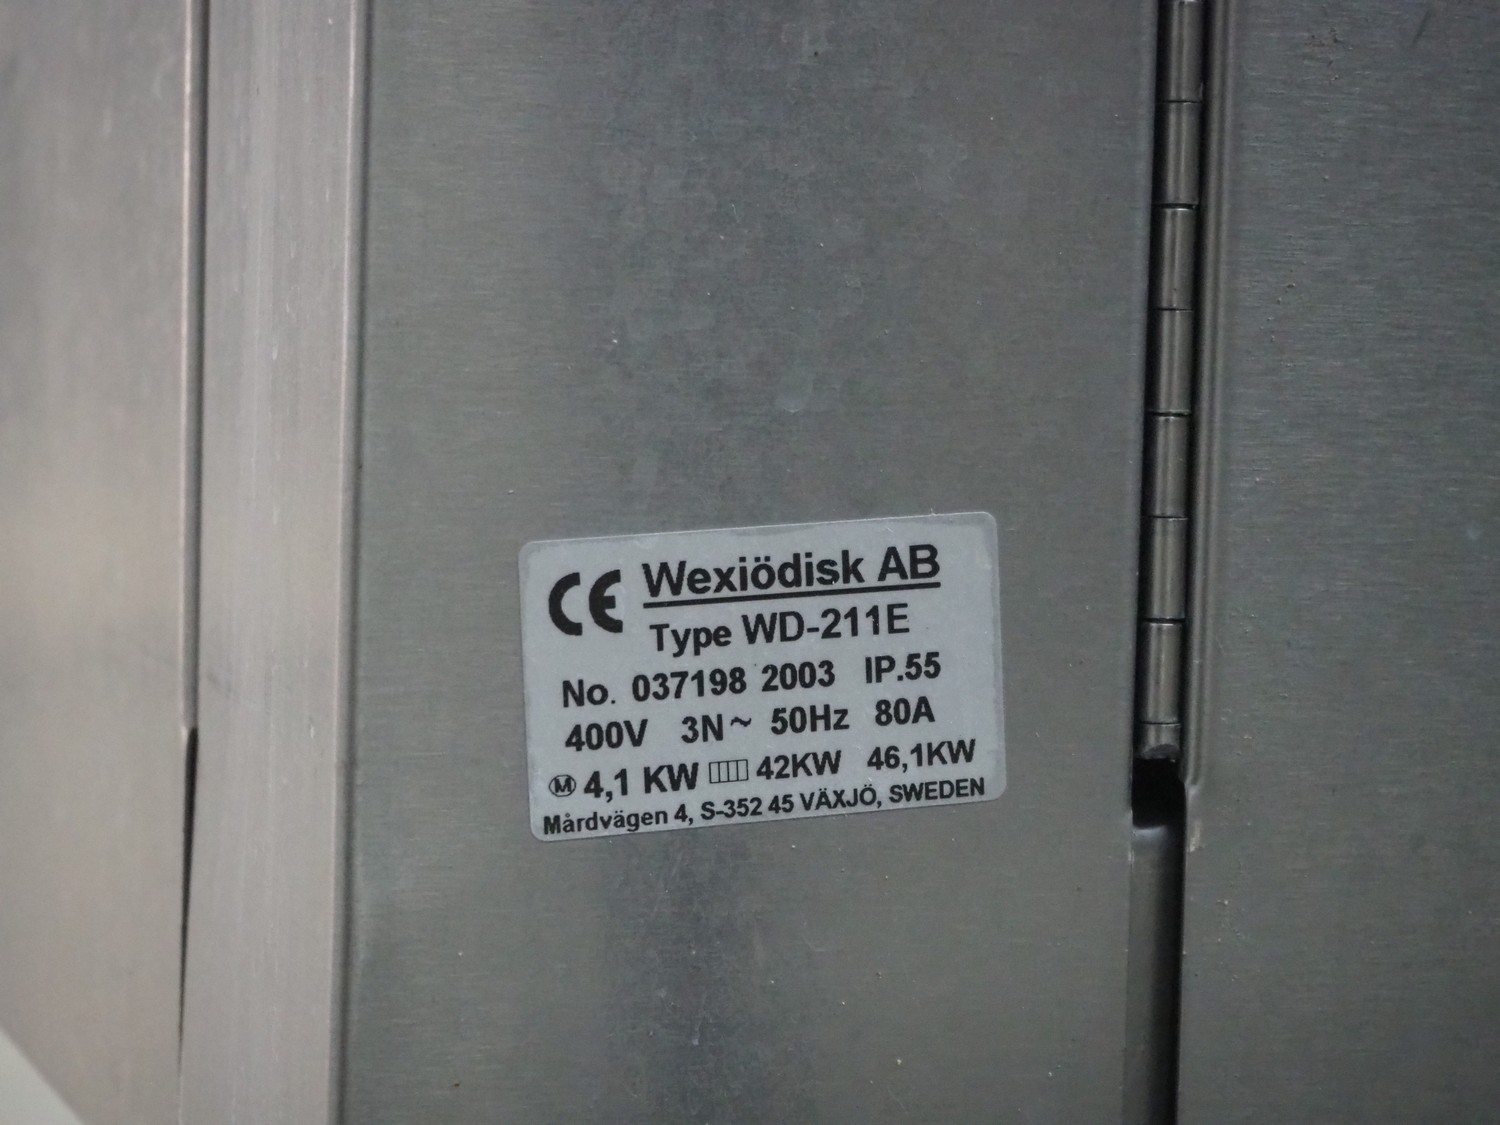 CE Wexiödisk AB
Type WD-211E
No. 037198 2003 IP.55
400V 3N~ 50Hz 80A
Ⓜ 4,1 KW 42KW 46,1KW
Mårdvägen 4, S-352 45 VÄXJÖ, SWEDEN